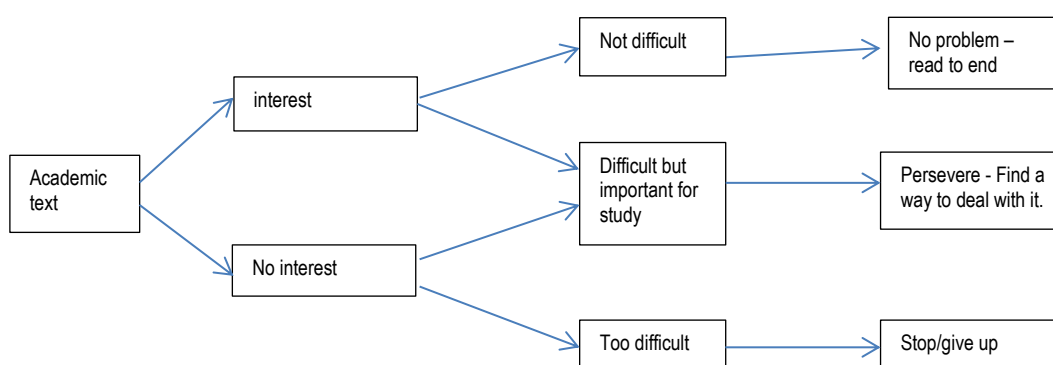 Academic
text
interest
No interest
Not difficult
Difficult but
important for
study
Too difficult
No problem –
read to end
Persevere - Find a
way to deal with it.
Stop/give up